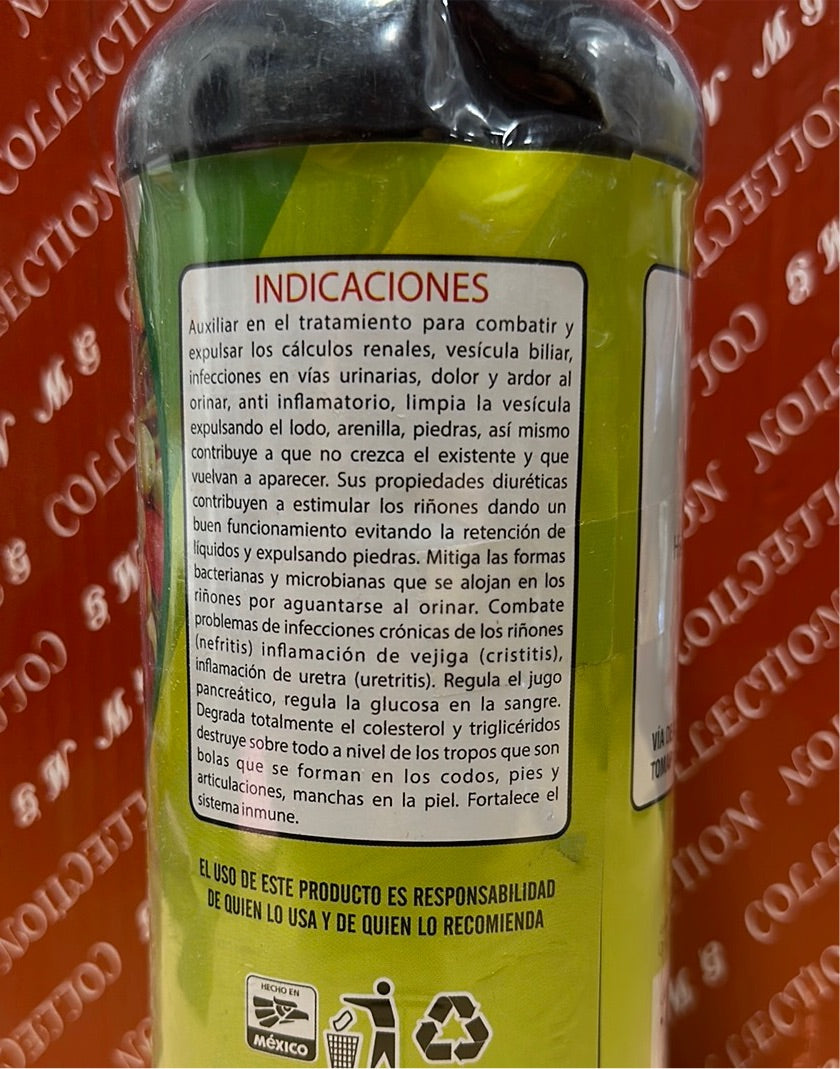 INDICACIONES
Auxiliar en el tratamiento para combatir y
expulsar los cálculos renales, vesícula biliar,
infecciones en vías urinarias, dolor y ardor al
orinar, anti inflamatorio, limpia la vesícula
expulsando el lodo, arenilla, piedras, así mismo
contribuye a que no crezca el existente y que
vuelvan a aparecer. Sus propiedades diuréticas
contribuyen a estimular los riñones dando un
buen funcionamiento evitando la retención de
líquidos y expulsando piedras. Mitiga las formas
bacterianas y microbianas que se alojan en los
riñones por aguantarse al orinar. Combate
problemas de infecciones crónicas de los riñones
(nefritis) inflamación de vejiga (cristitis),
inflamación de uretra (uretritis). Regula el jugo
pancreático, regula la glucosa en la sangre.
Degrada totalmente el colesterol y triglicéridos
destruye sobre todo a nivel de los tropos que son
bolas que se forman en los codos, pies y
articulaciones, manchas en la piel. Fortalece el
sistema inmune.
EL USO DE ESTE PRODUCTO ES RESPONSABILIDAD
DE QUIEN LO USA Y DE QUIEN LO RECOMIENDA
HECHO EN
MÉXICO
VÍA
COLLECTION
M G